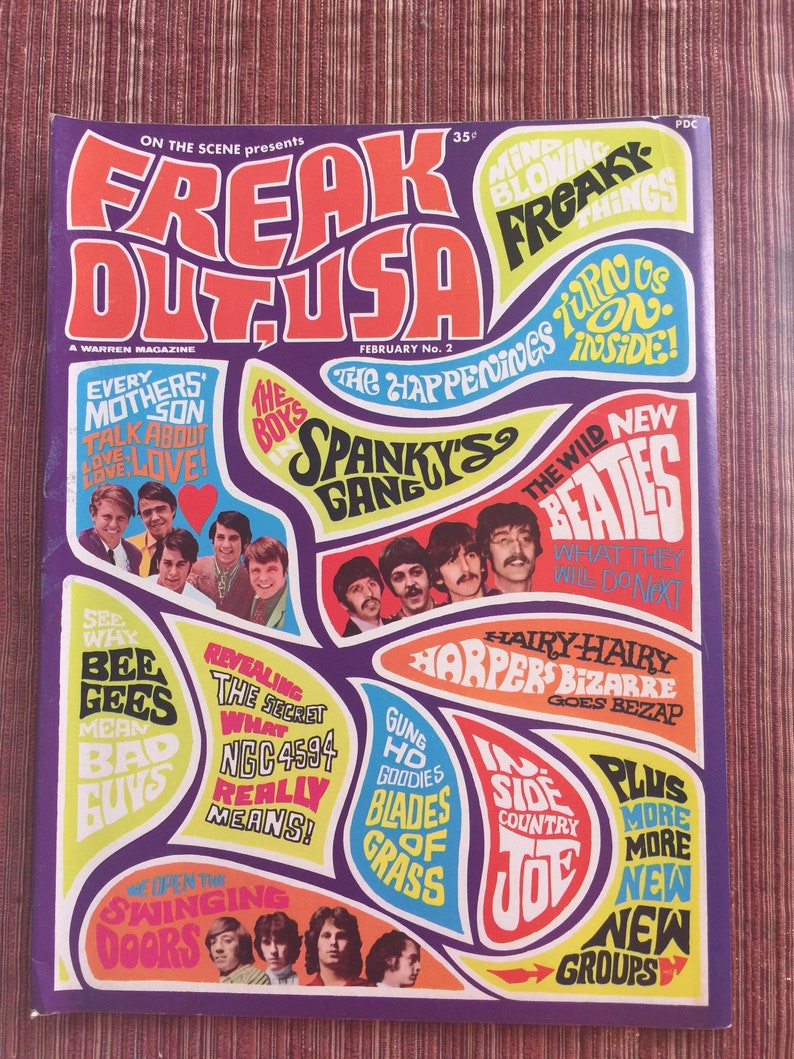 PDC
ON THE SCENE presents
35¢
FREAK
OUT, USA
A WARREN MAGAZINE
FEBRUARY No. 2
MIND
BLOWING
FREAKY-
THINGS
THE HAPPENINGS
TURN US
ON-
INSIDE!
EVERY
MOTHERS'
SON
TALK ABOUT
LOVE,
LOVE, LOVE!
THE
BOYS
IN
SPANKY'S
GANG
THE WILD NEW
BEATLES
WHAT THEY
WILL DO NEXT
SEE
WHY
BEE
GEES
MEAN
BAD
GUYS
REVEALING
THE SECRET
WHAT
NGC 4594
REALLY
MEANS!
HAIRY-HAIRY
HARPERS BIZARRE
GOES BEZAP
GUNG
HO
GOODIES
BLADES
OF
GRASS
IN-
SIDE
COUNTRY
JOE
PLUS
MORE
MORE
NEW
NEW
GROUPS
WE OPEN THE
SWINGING
DOORS